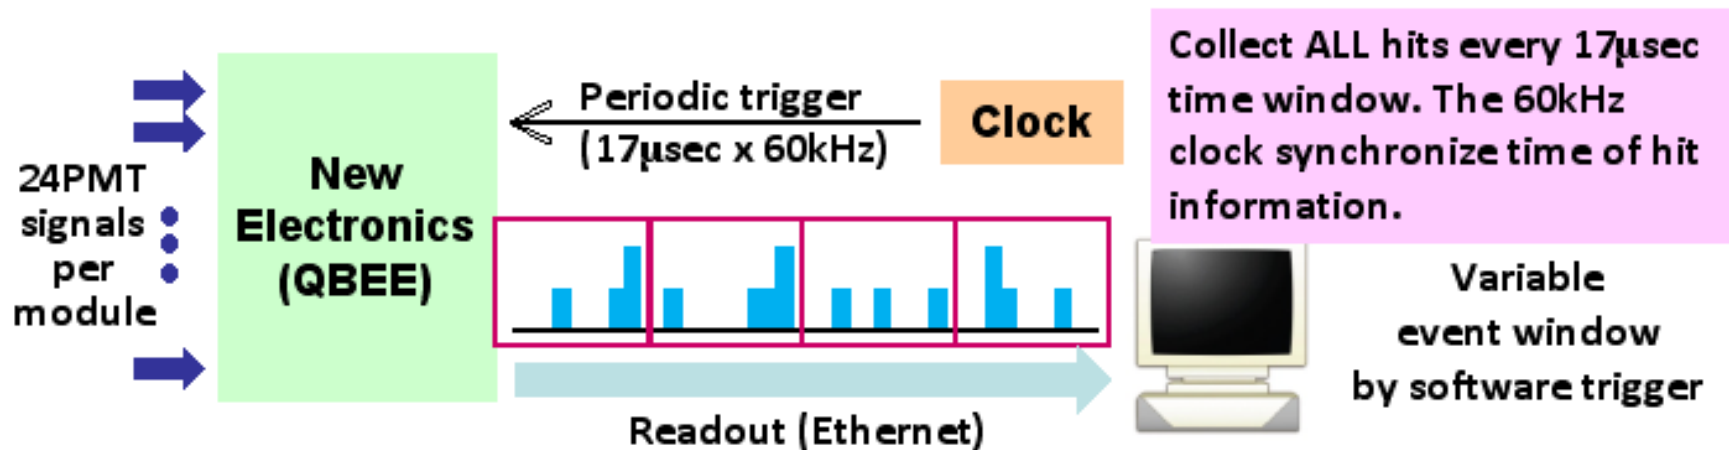 24PMT
signals
per
module
New
Electronics
(QBEE)
Periodic trigger
(17μsec x 60kHz)
Clock
Readout (Ethernet)
Collect ALL hits every 17μsec
time window. The 60kHz
clock synchronize time of hit
information.
Variable
event window
by software trigger